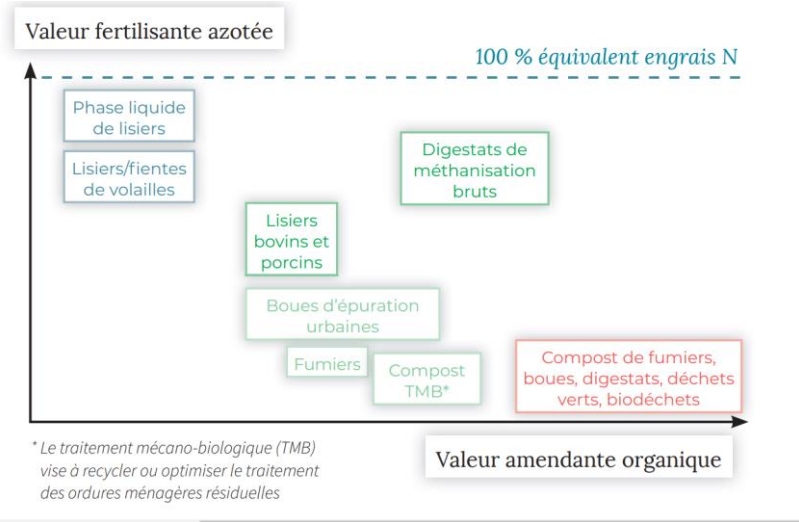 Valeur fertilisante azotée
100 % équivalent engrais N
Phase liquide
de lisiers
Lisiers/fientes
de volailles
Digestats de
méthanisation
bruts
Lisiers
bovins et
porcins
Boues d'épuration
urbaines
Fumiers
Compost
TMB*
Compost de fumiers,
boues, digestats, déchets
verts, biodéchets
* Le traitement mécano-biologique (TMB)
vise à recycler ou optimiser le traitement
des ordures ménagères résiduelles
Valeur amendante organique